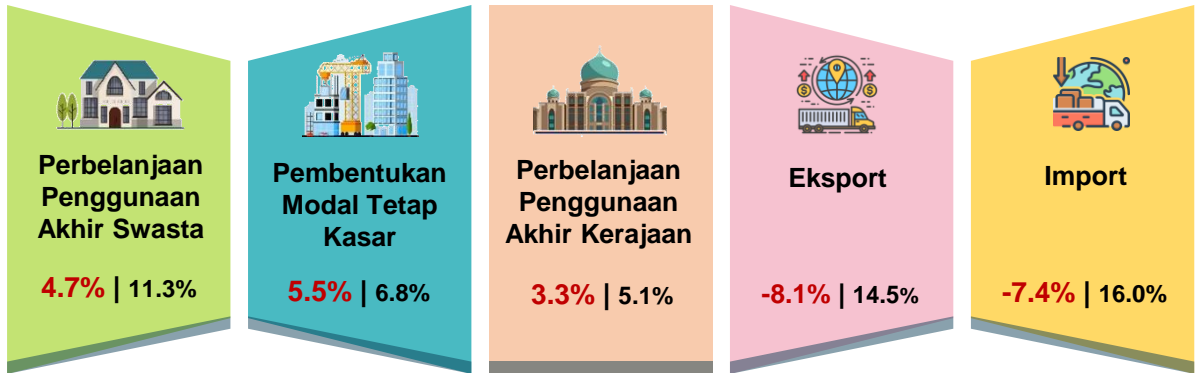 Perbelanjaan
Penggunaan
Akhir Swasta
4.7% | 11.3%
Pembentukan
Modal Tetap
Kasar
5.5% | 6.8%
Perbelanjaan
Penggunaan
Akhir Kerajaan
3.3% | 5.1%
Eksport
-8.1% | 14.5%
Import
-7.4% | 16.0%